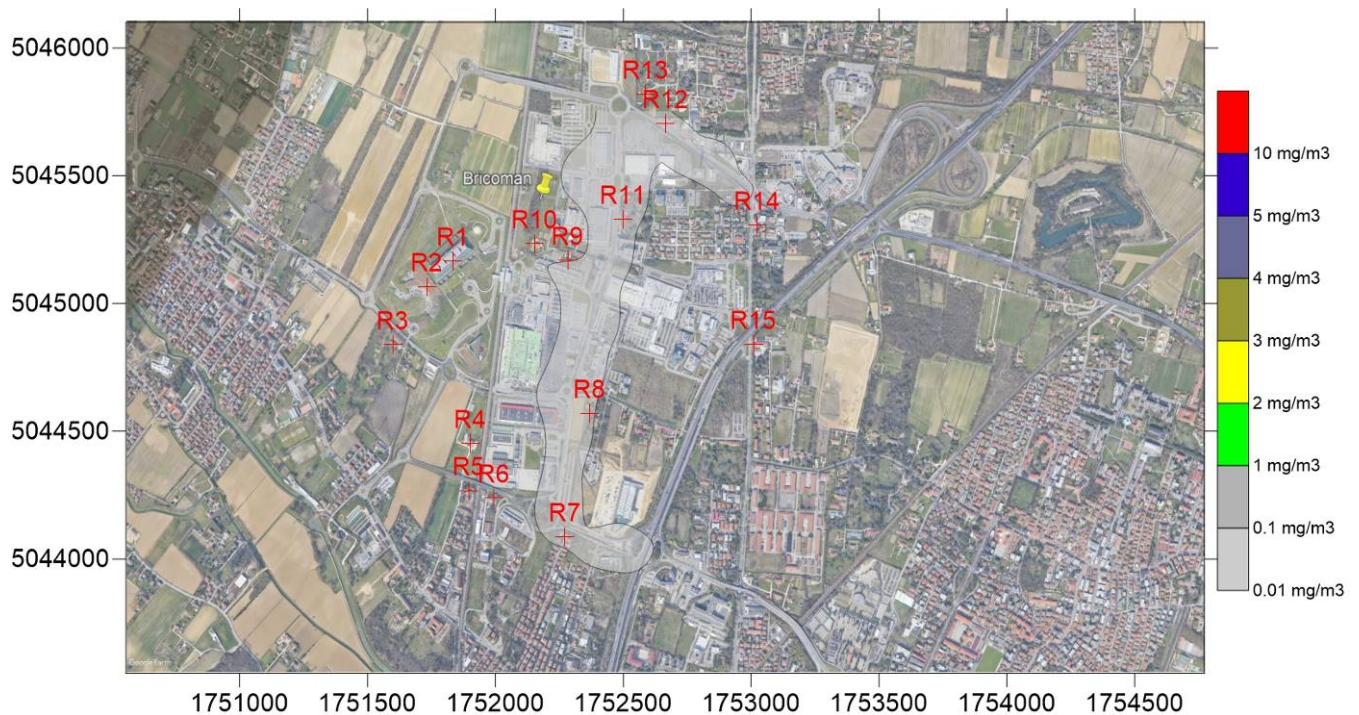 5046000
5045500
5045000
5044500
5044000
R13
R12
Bricoman
R11
R14
R10
R9
R1
R2
R3
R15
R8
R4
R5
R6
R7
10 mg/m3
5 mg/m3
4 mg/m3
3 mg/m3
2 mg/m3
1 mg/m3
0.1 mg/m3
0.01 mg/m3
Google Earth
1751000 1751500 1752000 1752500 1753000 1753500 1754000 1754500